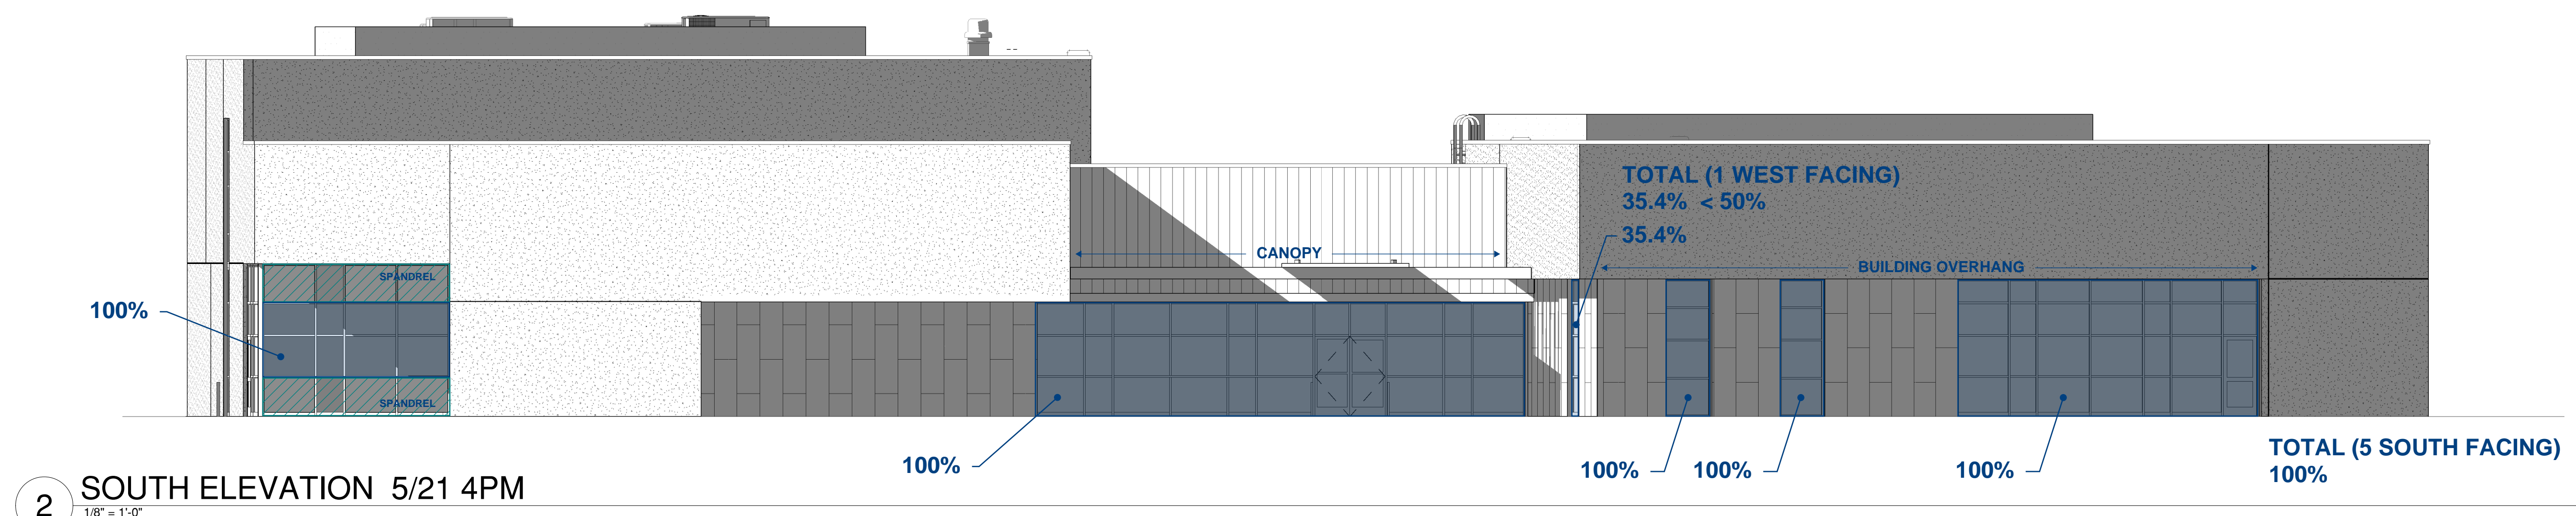 TOTAL (1 WEST FACING)
35.4% < 50%
35.4%
CANOPY
BUILDING OVERHANG
SPANDREL
100%
SPANDREL
100%
100%
100%
100%
TOTAL (5 SOUTH FACING)
100%
2
SOUTH ELEVATION 5/21 4PM
1/8" = 1'-0"